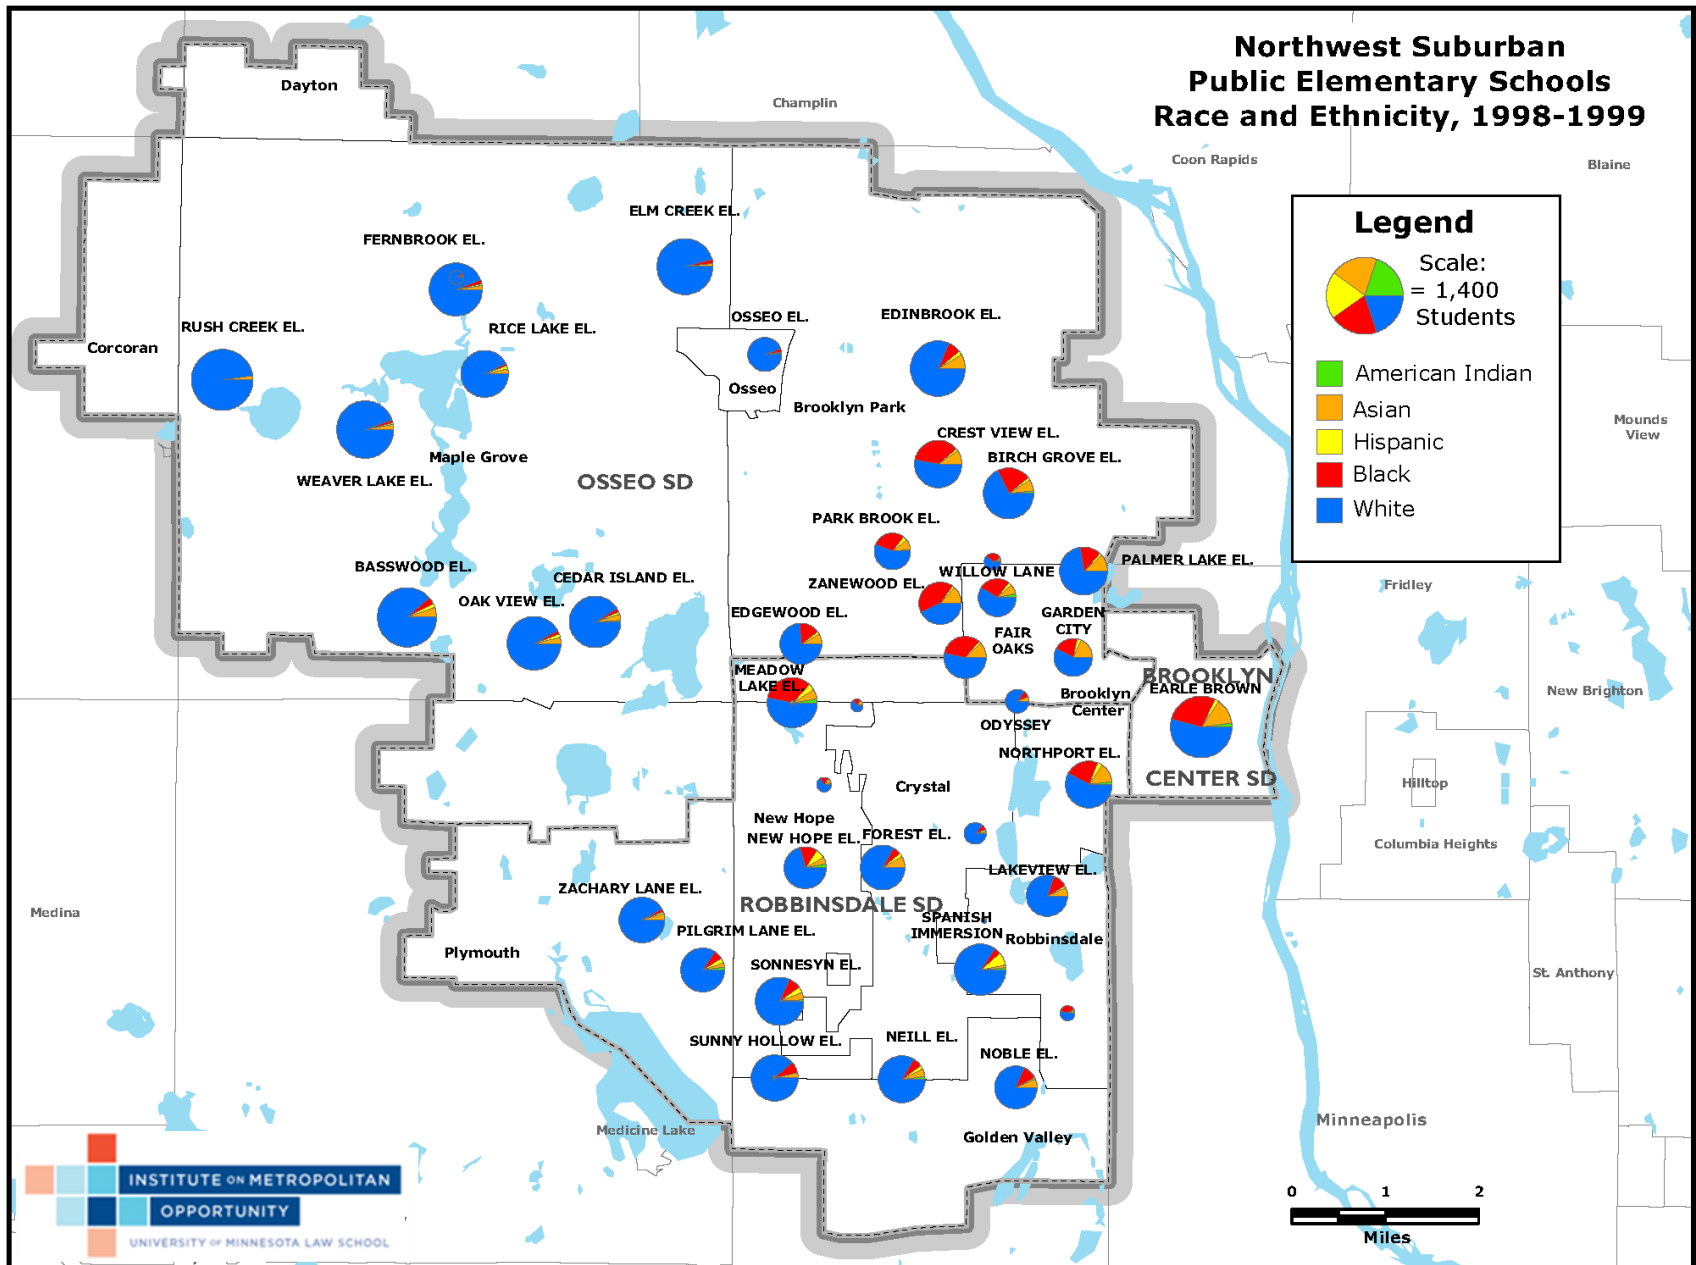 Northwest Suburban
Public Elementary Schools
Race and Ethnicity, 1998-1999
Dayton
Champlin
Coon Rapids
Blaine
Legend
Scale:
= 1,400
Students
American Indian
Asian
Hispanic
Black
White
ELM CREEK EL.
FERNBROOK EL.
RUSH CREEK EL.
RICE LAKE EL.
OSSEO EL.
EDINBROOK EL.
Corcoran
Osseo
Brooklyn Park
Mounds
View
CREST VIEW EL.
BIRCH GROVE EL.
Maple Grove
WEAVER LAKE EL.
OSSEO SD
PARK BROOK EL.
PALMER LAKE EL.
BASSWOOD EL.
CEDAR ISLAND EL.
ZANEWOOD EL.
WILLOW LANE
Fridley
OAK VIEW EL.
EDGEWOOD EL.
GARDEN
CITY
FAIR
OAKS
MEADOW
LAKE EL.
BROOKLYN
EARLE BROWN
Brooklyn
Center
New Brighton
ODYSSEY
NORTHPORT EL.
CENTER SD
Crystal
Hilltop
New Hope
NEW HOPE EL.
FOREST EL.
Columbia Heights
LAKEVIEW EL.
ZACHARY LANE EL.
ROBBINSDALE SD
SPANISH
IMMERSION
Medina
PILGRIM LANE EL.
Robbinsdale
Plymouth
SONNESYN EL.
St. Anthony
SUNNY HOLLOW EL.
NEILL EL.
NOBLE EL.
Medicine Lake
Golden Valley
Minneapolis
INSTITUTE ON METROPOLITAN
OPPORTUNITY
UNIVERSITY OF MINNESOTA LAW SCHOOL
0 1 2
Miles